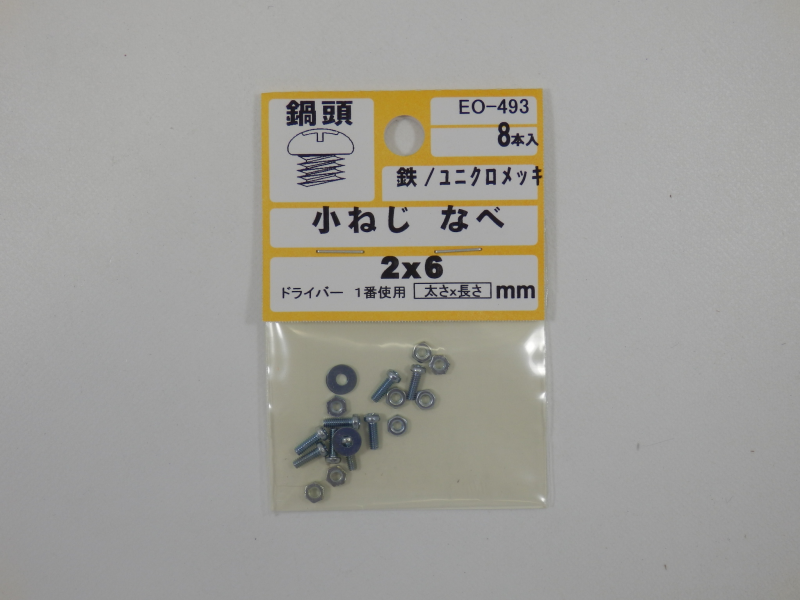 鍋頭
EO-493
8本入
鉄/ユニクロメッキ
小ねじ なべ
2x6
ドライバー 1番使用 太さx長さ mm